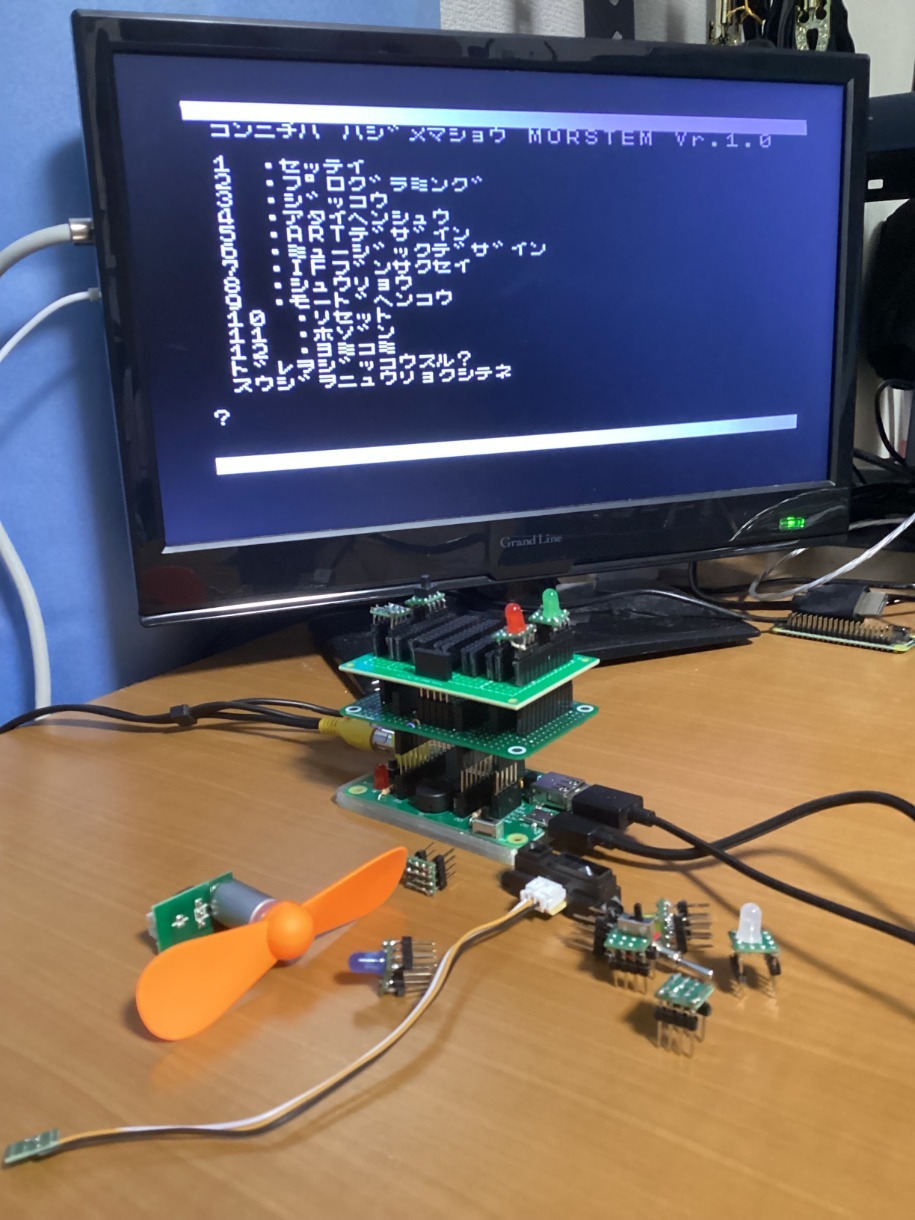 コンニチハ ハジメマショウ MORSTEM Vr.1.0
1 ・セッテイ
2 ・プログラミング
3 ・ジッコウ
4 ・アタイヘンシュウ
5 ・ARTデザイン
6 ・ミュージックデザイン
7 ・IFブンサクセイ
8 ・シュウリョウ
9 ・モードヘンコウ
10 ・リセット
11 ・ホゾン
12 ・ヨミコミ
ドレヲジッコウスル?
スウジヲニュウリョクシテネ
?
Grand Line